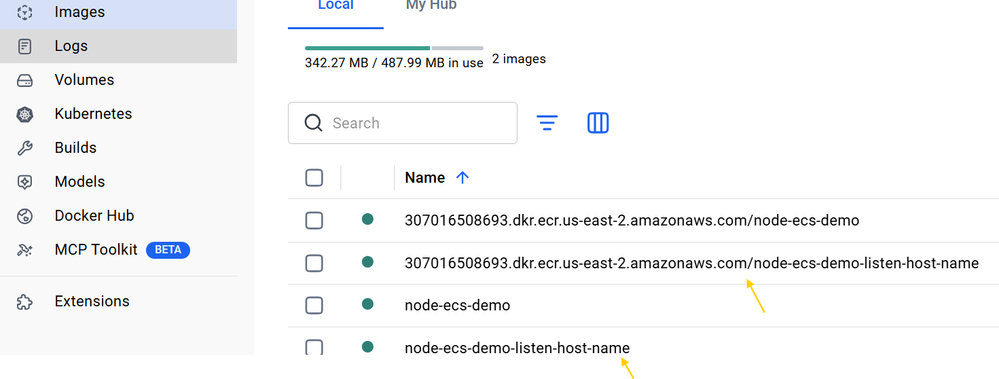 Images
Logs
Volumes
Kubernetes
Builds
Models
Docker Hub
MCP Toolkit BETA
Extensions
Local My Hub
342.27 MB / 487.99 MB in use 2 images
Search
Name
307016508693.dkr.ecr.us-east-2.amazonaws.com/node-ecs-demo
307016508693.dkr.ecr.us-east-2.amazonaws.com/node-ecs-demo-listen-host-name
node-ecs-demo
node-ecs-demo-listen-host-name